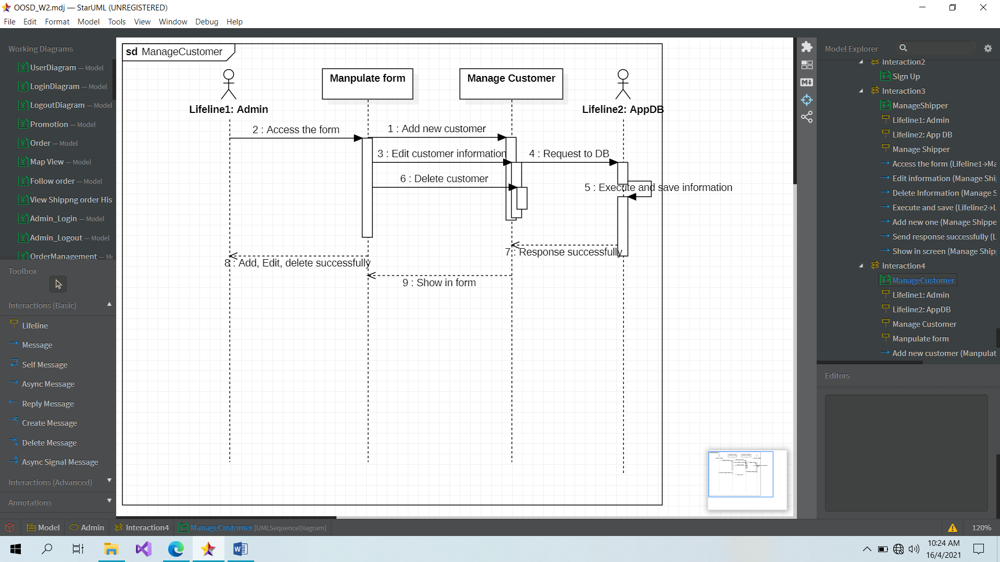 OOSD_W2.mdj — StarUML (UNREGISTERED)
File Edit Format Model Tools View Window Debug Help
Working Diagrams
UserDiagram — Model
LoginDiagram — Model
LogoutDiagram — Model
Promotion — Model
Order — Model
Map View — Model
Follow order — Model
View Shippng order His
Admin_Login — Model
Admin_Logout — Model
OrderManagement — Mo
Toolbox
Interactions (Basic)
Lifeline
Message
Self Message
Async Message
Reply Message
Create Message
Delete Message
Async Signal Message
Interactions (Advanced)
Annotations
sd ManageCustomer
Manpulate form
Manage Customer
Lifeline1: Admin
Lifeline2: AppDB
2 : Access the form
1 : Add new customer
3 : Edit customer information
4 : Request to DB
6 : Delete customer
5 : Execute and save information
7 : Response successfully
8 : Add, Edit, delete successfully
9 : Show in form
M
Model Explorer
Interaction2
SIgn Up
Interaction3
ManageShipper
Lifeline1: Admin
Lifeline2: App DB
Manage Shipper
Access the form (Lifeline1→Ma
Edit information (Manage Shi
Delete Information (Manage S
Execute and save (Lifeline2→L
Add new one (Manage Shippe
Send response successfully (L
Show in screen (Manage Ship
Interaction4
ManageCustomer
Lifeline1: Admin
Lifeline2: AppDB
Manage Customer
Manpulate form
Add new customer (Manpulat
Editors
Model Admin Interaction4 ManageCustomer [UMLSequenceDiagram]
120%
10:24 AM
16/4/2021